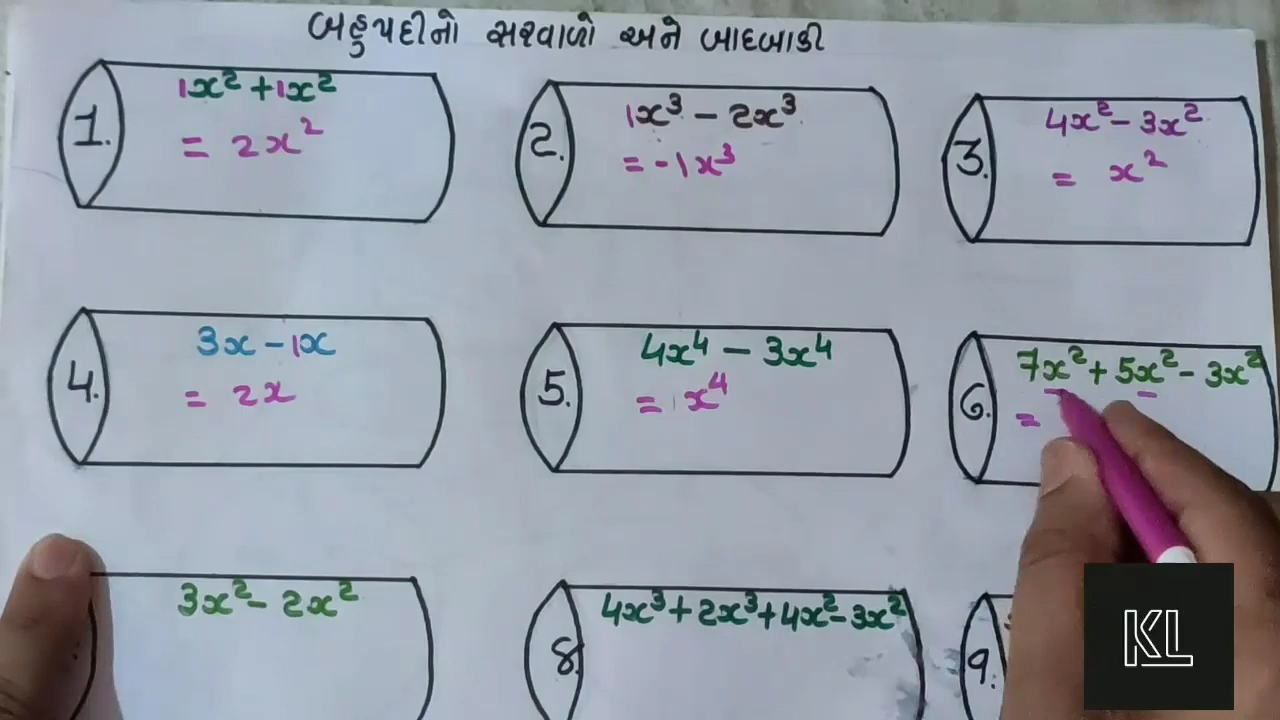 બહુપદીનો સરવાળો અને બાદબાકી
1. 1x² + 1x²
= 2x²
2. 1x³ - 2x³
= -1x³
3. 4x² - 3x²
= x²
4. 3x - 1x
= 2x
5. 4x⁴ - 3x⁴
= 1x⁴
6. 7x² + 5x² - 3x²
=
3x² - 2x²
8. 4x³ + 2x³ + 4x² - 3x²
9.
KL